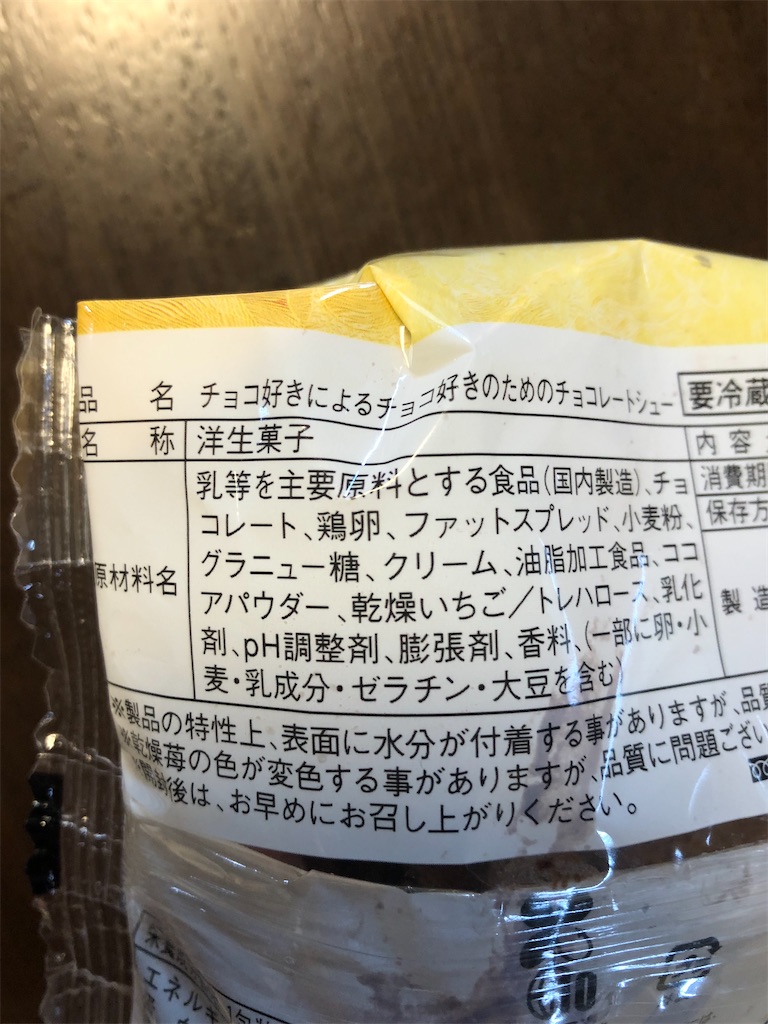 品 名 チョコ好きによるチョコ好きのためのチョコレートシュー 要冷蔵
名 称 洋生菓子
内 容
原材料名
乳等を主要原料とする食品(国内製造)、チョ
コレート、鶏卵、ファットスプレッド、小麦粉、
グラニュー糖、クリーム、油脂加工食品、ココ
アパウダー、乾燥いちご/トレハロース、乳化
剤、pH調整剤、膨張剤、香料、(一部に卵・小
麦・乳成分・ゼラチン・大豆を含む)
消費期
保存方
製 造
※製品の特性上、表面に水分が付着する事がありますが、品質
※乾燥苺の色が変色する事がありますが、品質に問題ござい
※開封後は、お早めにお召し上がりください。
エネルギ